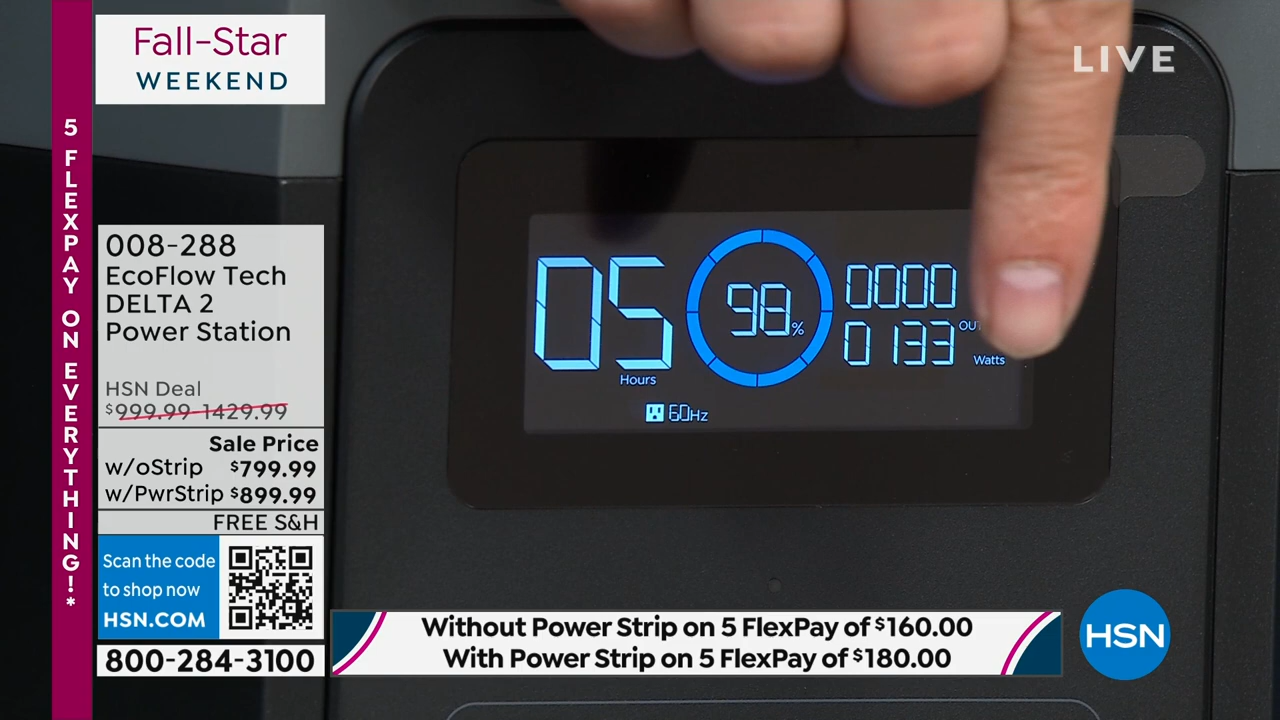 Fall-Star
WEEKEND
LIVE
5 FLEXPAY ON EVERYTHING!*
008-288
EcoFlow Tech
DELTA 2
Power Station
HSN Deal
$999.99-1429.99
Sale Price
w/oStrip $799.99
w/PwrStrip $899.99
FREE S&H
Scan the code
to shop now
HSN.COM
800-284-3100
05
Hours
98%
0000
0133
Watts
60Hz
Without Power Strip on 5 FlexPay of $160.00
With Power Strip on 5 FlexPay of $180.00
HSN